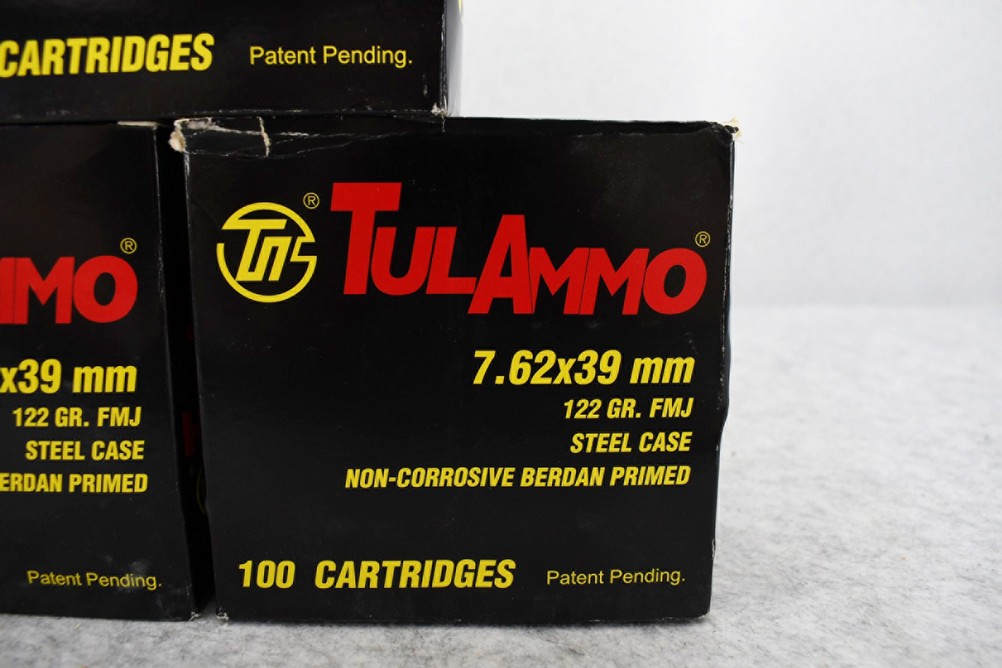 CARTRIDGES Patent Pending.
MMO®
x39 mm
122 GR. FMJ
STEEL CASE
ERDAN PRIMED
Patent Pending.
®
TULAMMO®
7.62x39 mm
122 GR. FMJ
STEEL CASE
NON-CORROSIVE BERDAN PRIMED
100 CARTRIDGES Patent Pending.